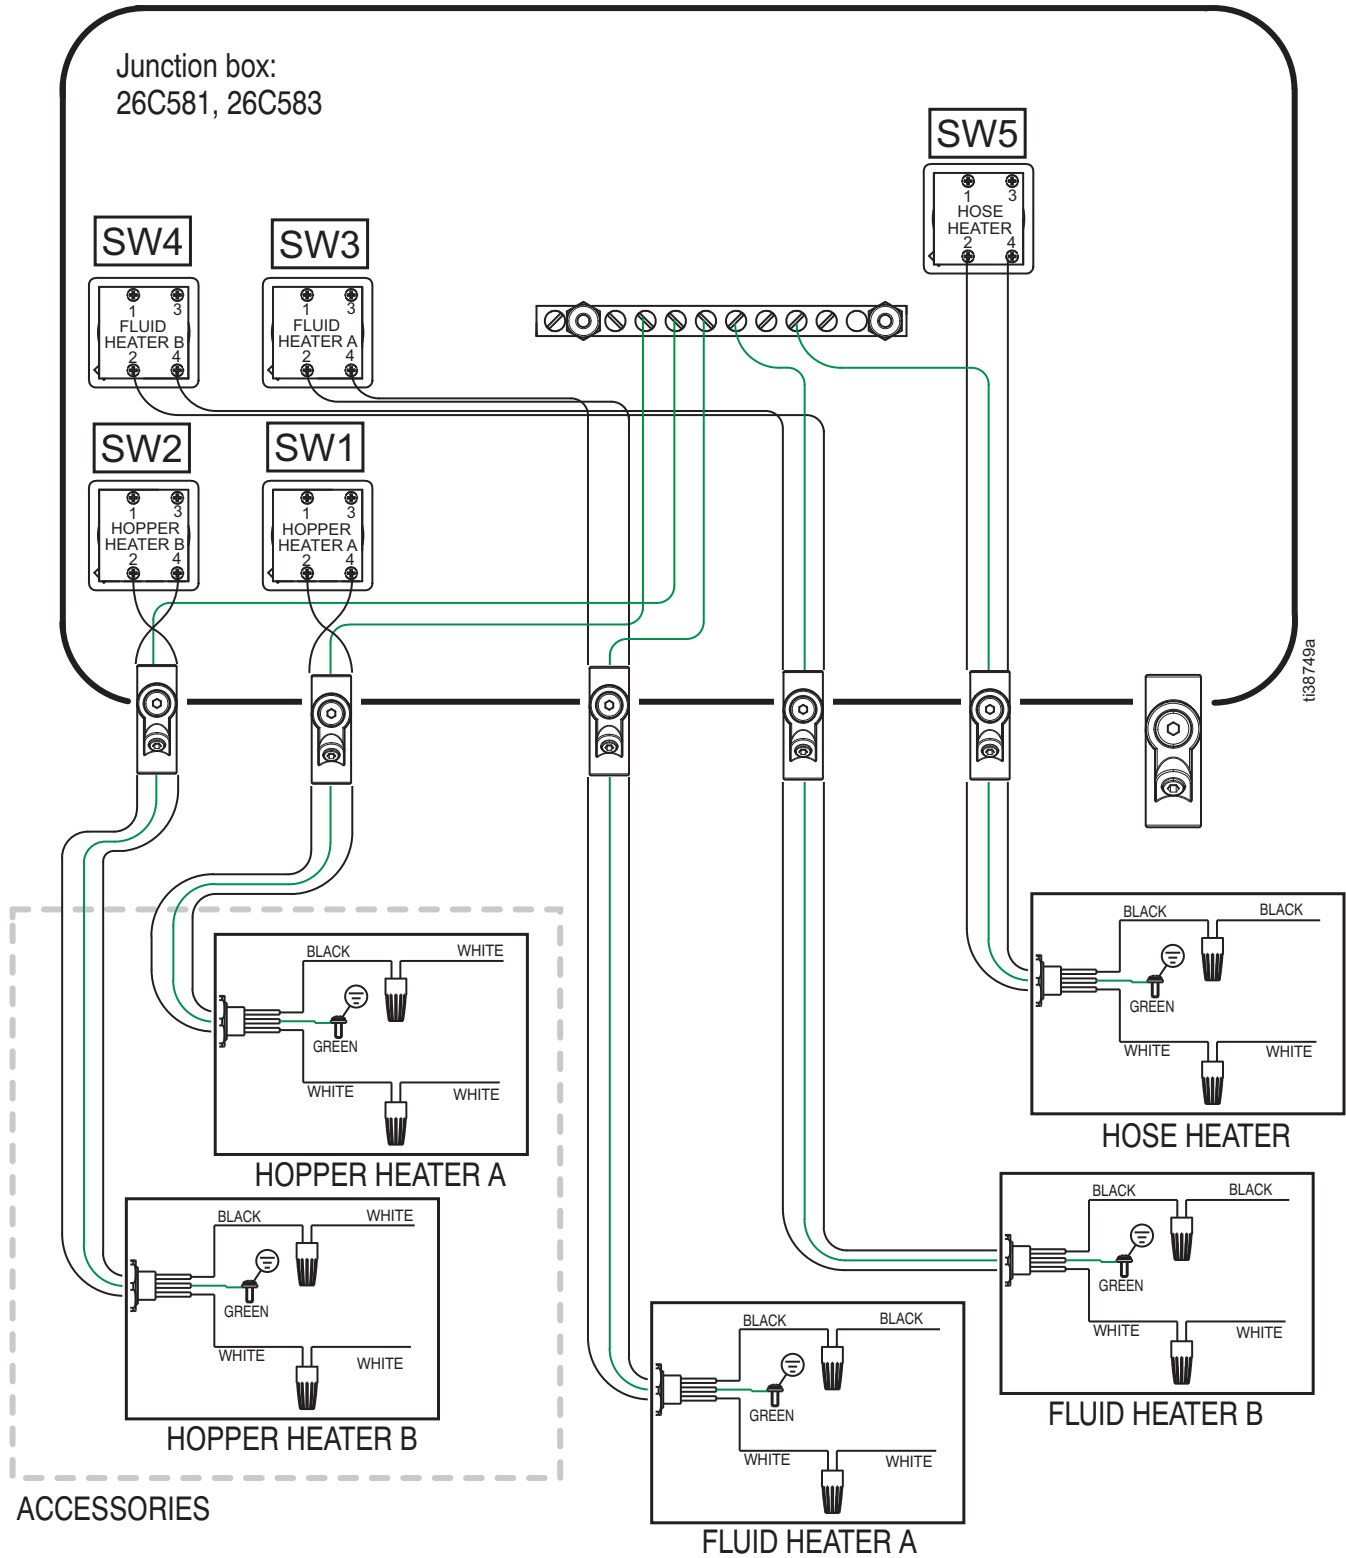 Junction box:
26C581, 26C583
SW5
1 3
HOSE
HEATER
2 4
SW4
1 3
FLUID
HEATER B
2 4
SW3
1 3
FLUID
HEATER A
2 4
SW2
1 3
HOPPER
HEATER B
2 4
SW1
1 3
HOPPER
HEATER A
2 4
ti38749a
BLACK WHITE
GREEN
WHITE WHITE
HOPPER HEATER A
BLACK WHITE
GREEN
WHITE WHITE
HOPPER HEATER B
ACCESSORIES
BLACK BLACK
GREEN
WHITE WHITE
HOSE HEATER
BLACK BLACK
GREEN
WHITE WHITE
FLUID HEATER B
BLACK BLACK
GREEN
WHITE WHITE
FLUID HEATER A